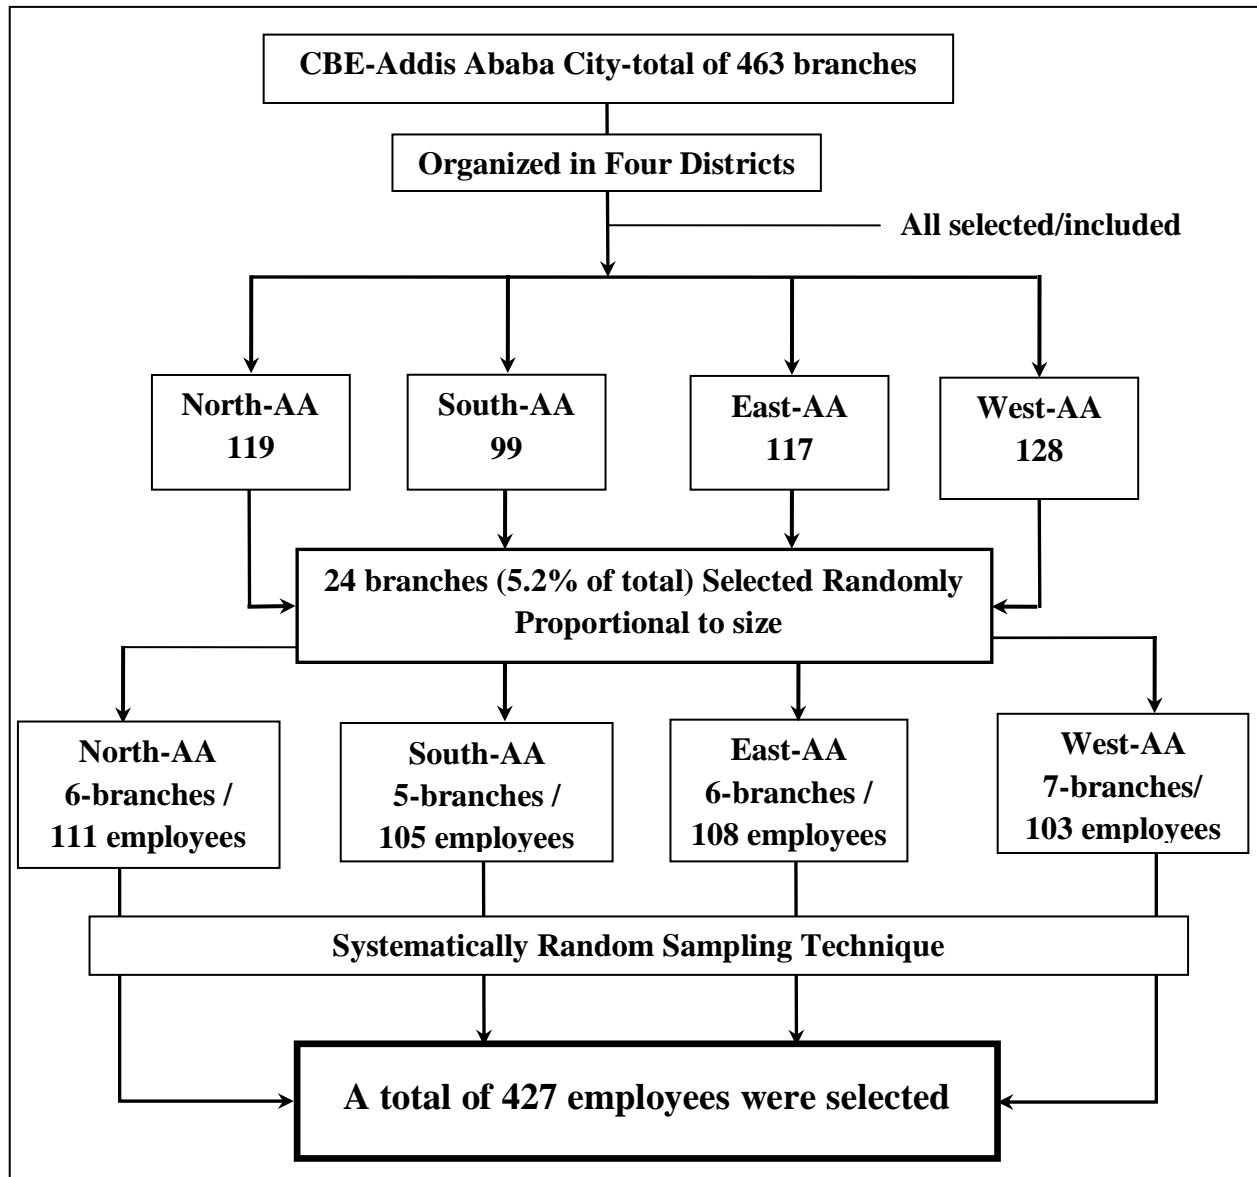 CBE-Addis Ababa City-total of 463 branches
Organized in Four Districts
All selected/included
North-AA
119
South-AA
99
East-AA
117
West-AA
128
24 branches (5.2% of total) Selected Randomly
Proportional to size
North-AA
6-branches /
111 employees
South-AA
5-branches /
105 employees
East-AA
6-branches /
108 employees
West-AA
7-branches/
103 employees
Systematically Random Sampling Technique
A total of 427 employees were selected